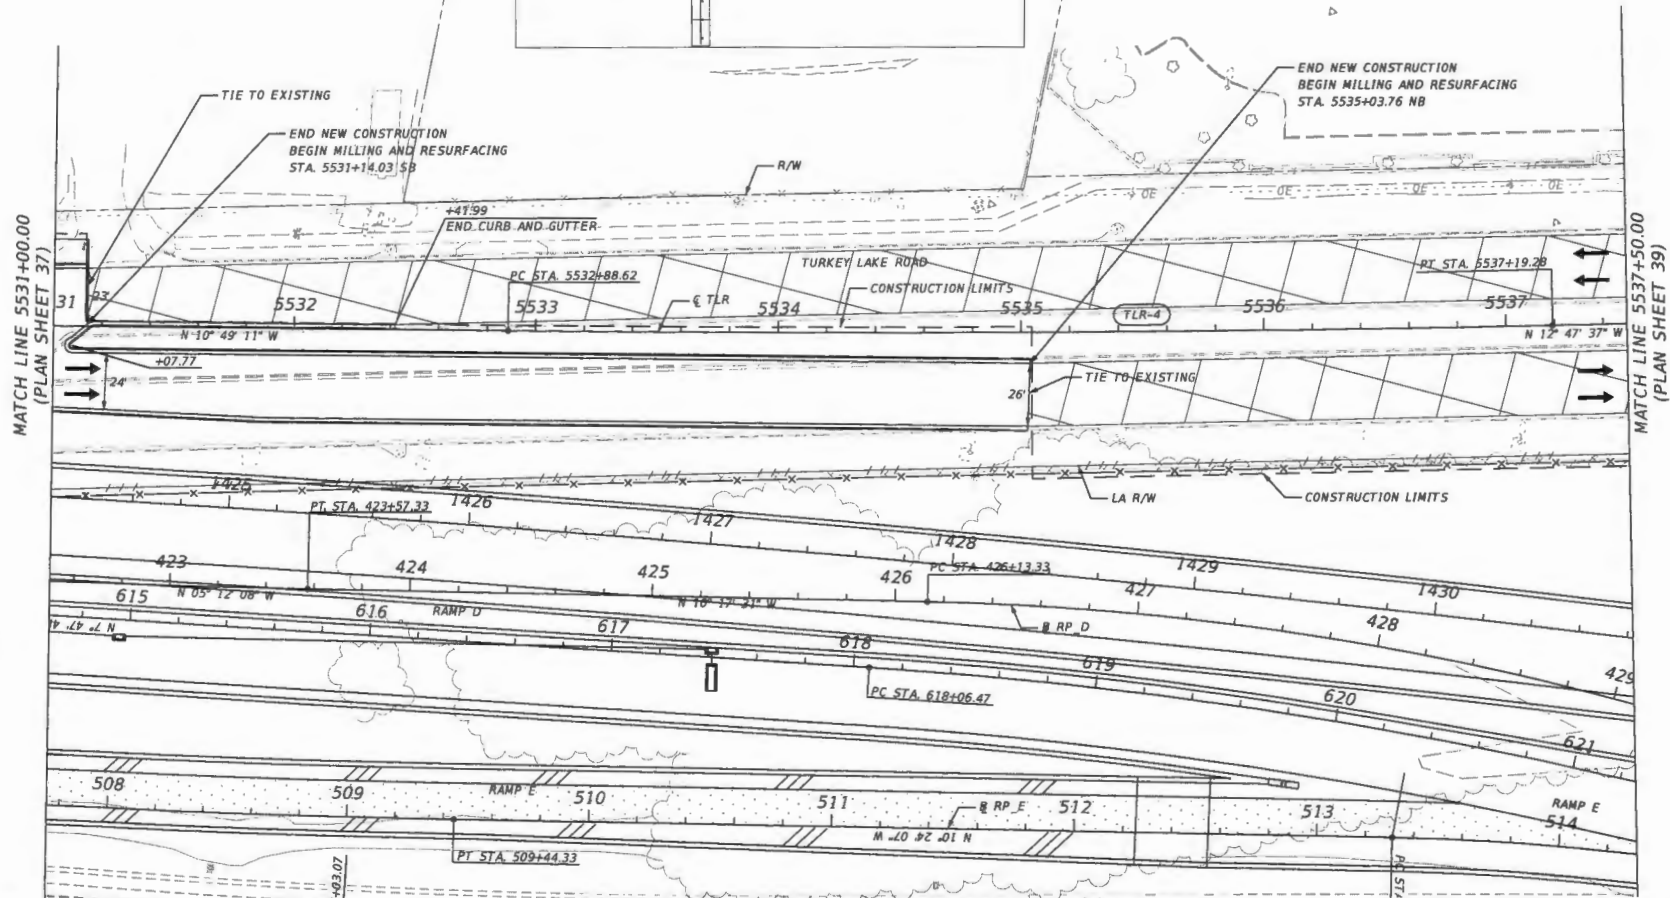 MATCH LINE 5531+00.00
(PLAN SHEET 37)
TIE TO EXISTING
END NEW CONSTRUCTION
BEGIN MILLING AND RESURFACING
STA. 5531+14.03 SB
R/W
+41.99
END CURB AND GUTTER
END NEW CONSTRUCTION
BEGIN MILLING AND RESURFACING
STA. 5535+03.76 NB
OE OE OE OE
TURKEY LAKE ROAD
PC STA. 5532+88.62
PT STA. 5537+19.28
CONSTRUCTION LIMITS
℄ TLR
TLR-4
31 5532 5533 5534 5535 5536 5537
23'
N 10° 49' 11" W
N 12° 47' 37" W
+07.77
24'
26'
TIE TO EXISTING
LA R/W
CONSTRUCTION LIMITS
MATCH LINE 5537+50.00
(PLAN SHEET 39)
1425 1426 1427 1428 1429 1430
PT. STA. 423+57.33
PC STA. 426+13.33
423 424 425 426 427 428 429
N 05° 12' 08" W
N 16° 17' 31" W
RAMP D
RP_D
615 616 617 618 619 620 621
PC STA. 618+06.47
508 509 510 511 512 513 514
RAMP E
RP_E
RAMP E
N 10° 24' 07" W
PT STA. 509+44.33
+03.07